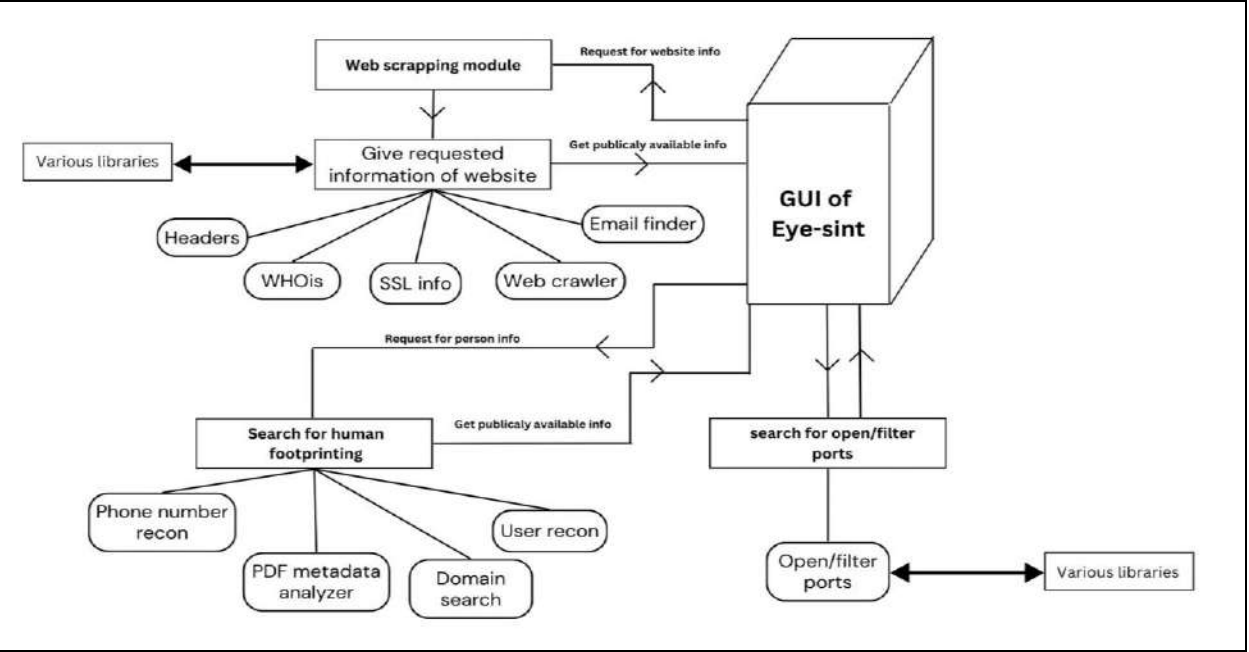 Request for website info
Web scrapping module
Get publicaly available info
Various libraries
Give requested
information of website
GUI of
Eye-sint
Email finder
Headers
WHOis
SSL info
Web crawler
Request for person info
Get publicaly available info
Search for human
footprinting
search for open/filter
ports
Phone number
recon
User recon
PDF metadata
analyzer
Domain
search
Open/filter
ports
Various libraries